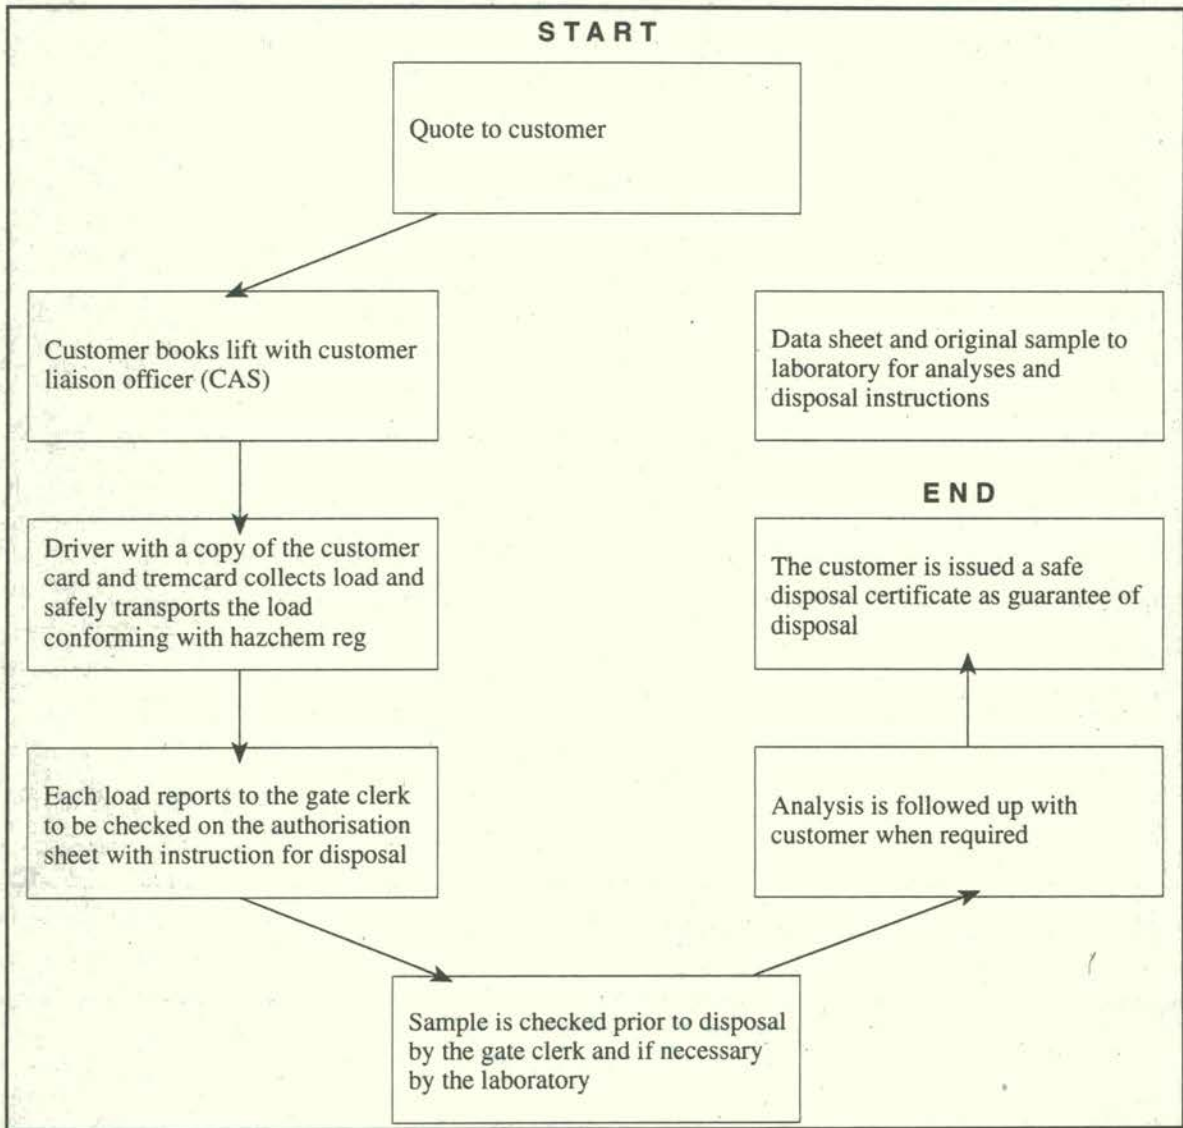 START
Quote to customer
Customer books lift with customer
liaison officer (CAS)
Data sheet and original sample to
laboratory for analyses and
disposal instructions
END
Driver with a copy of the customer
card and tremcard collects load and
safely transports the load
conforming with hazchem reg
The customer is issued a safe
disposal certificate as guarantee of
disposal
Each load reports to the gate clerk
to be checked on the authorisation
sheet with instruction for disposal
Analysis is followed up with
customer when required
Sample is checked prior to disposal
by the gate clerk and if necessary
by the laboratory